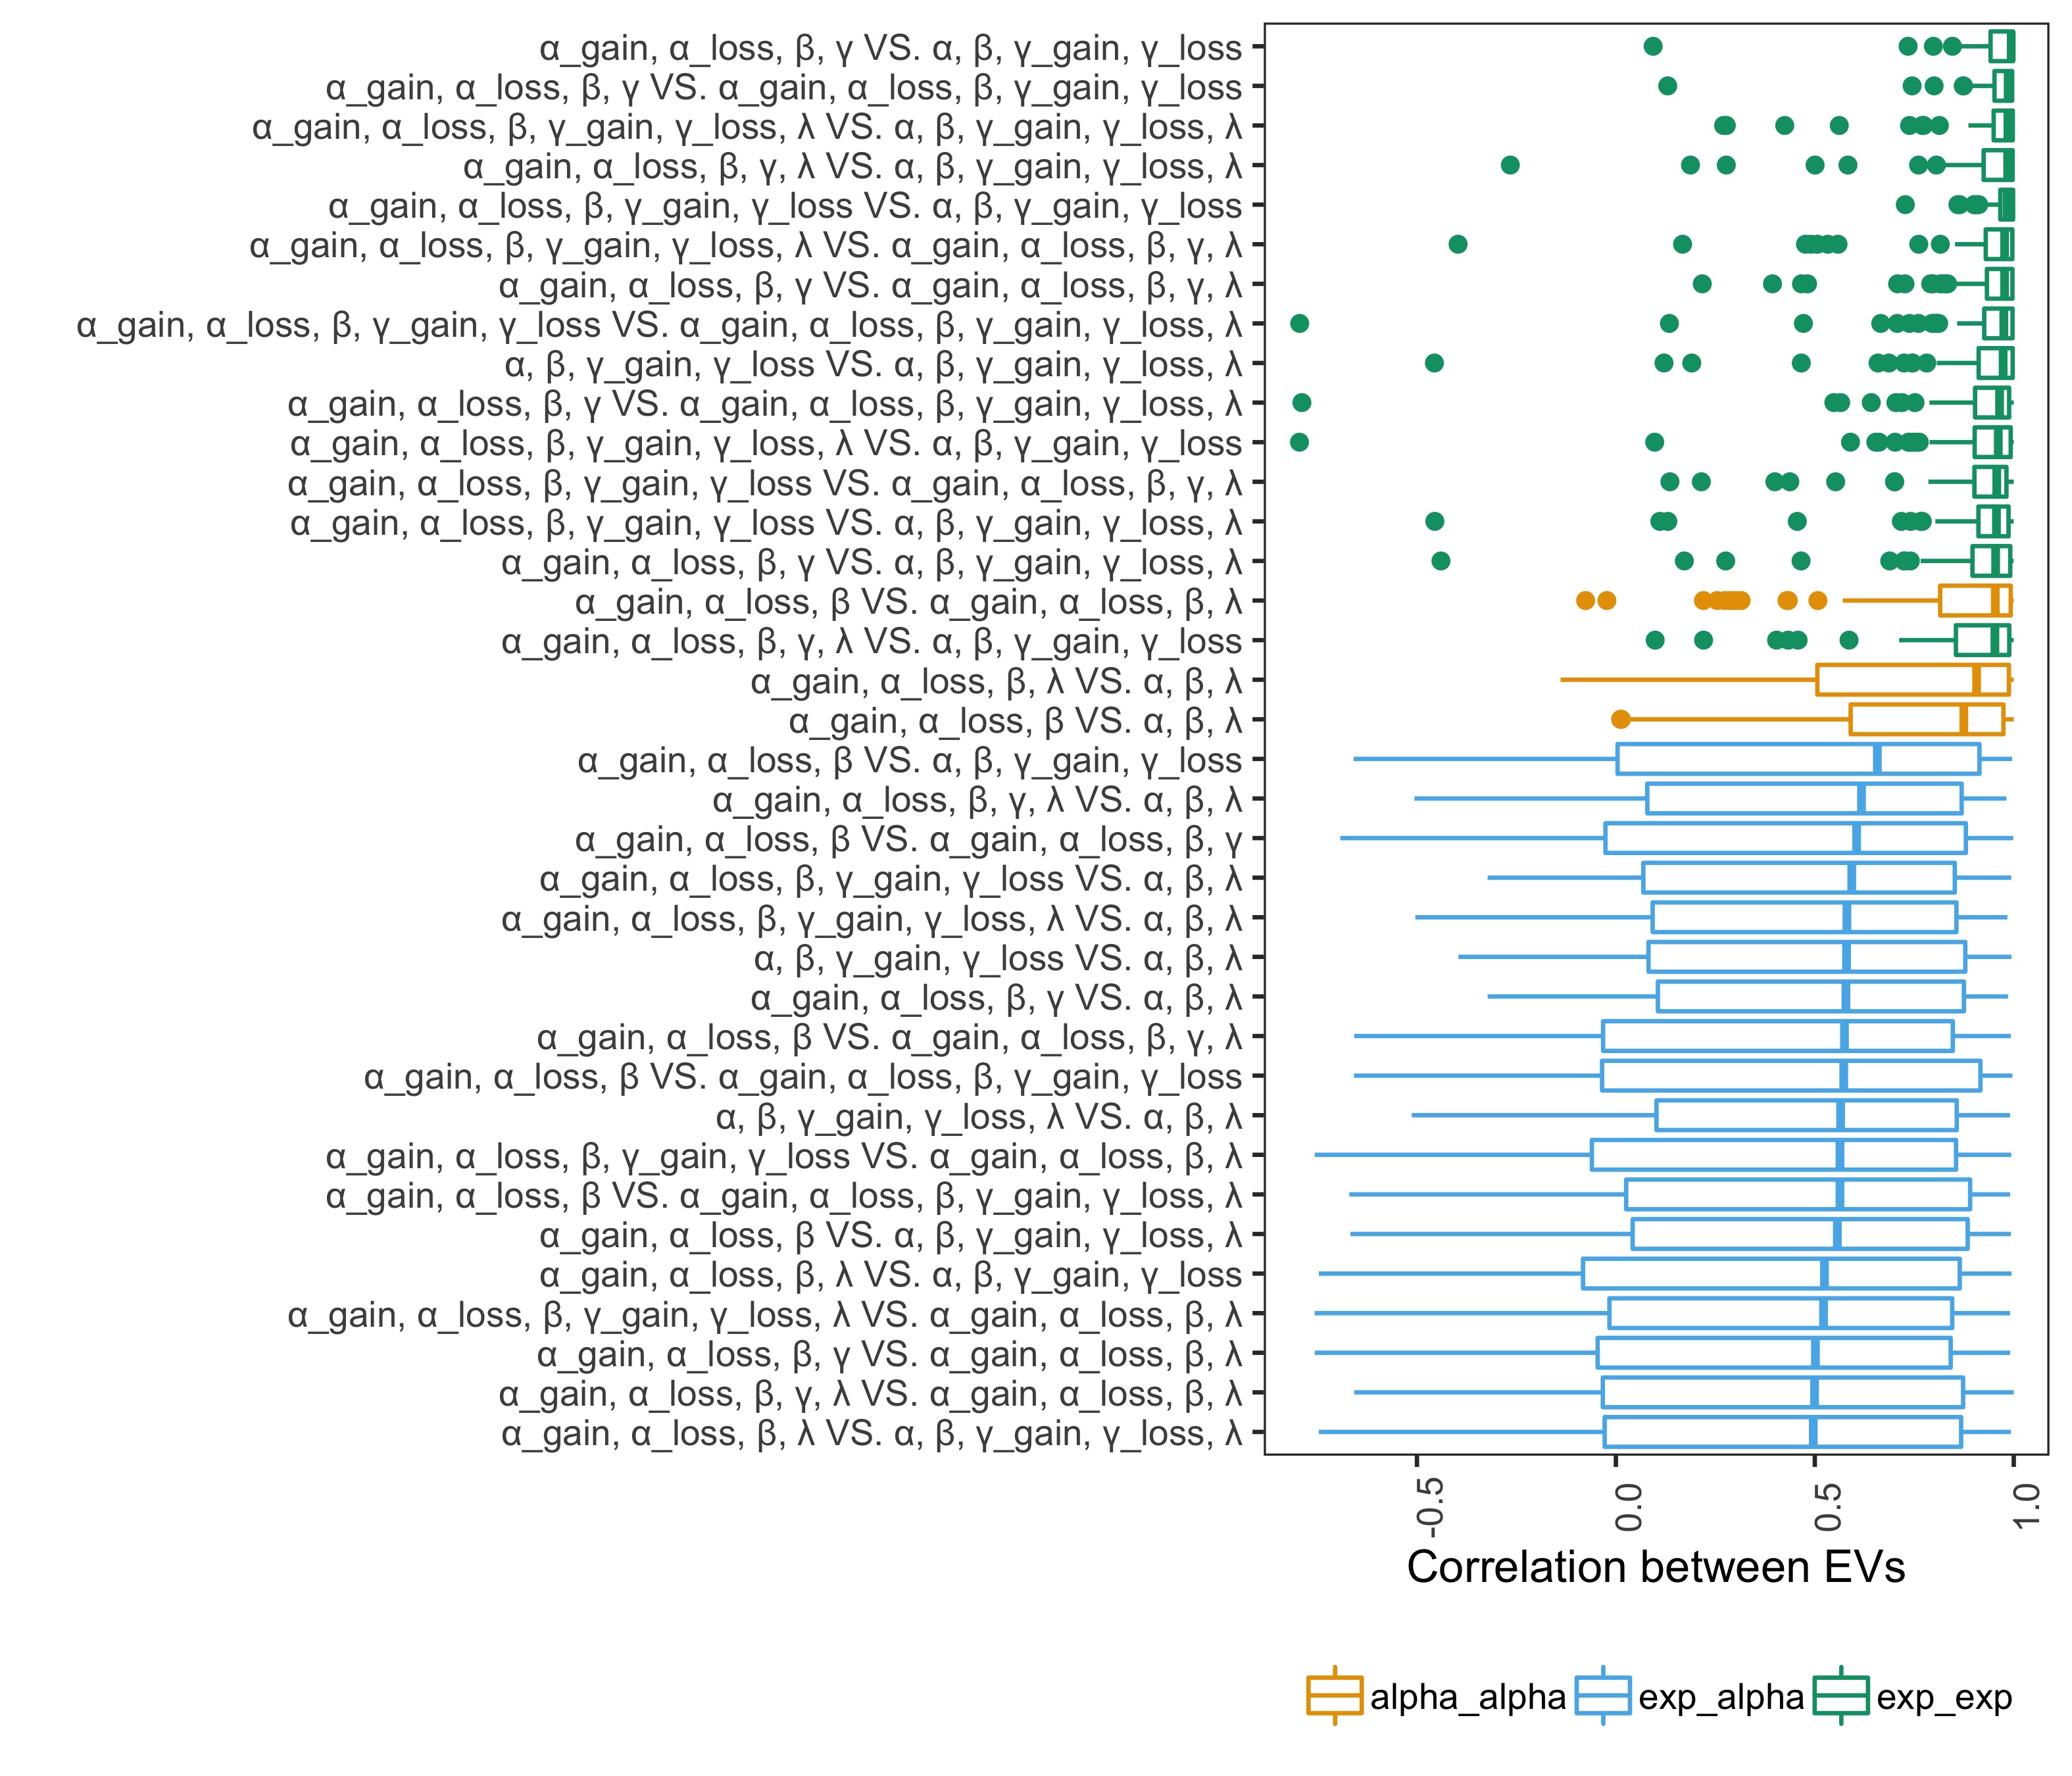 α_gain, α_loss, β, γ VS. α, β, γ_gain, γ_loss
α_gain, α_loss, β, γ VS. α_gain, α_loss, β, γ_gain, γ_loss
α_gain, α_loss, β, γ_gain, γ_loss, λ VS. α, β, γ_gain, γ_loss, λ
α_gain, α_loss, β, γ, λ VS. α, β, γ_gain, γ_loss, λ
α_gain, α_loss, β, γ_gain, γ_loss VS. α, β, γ_gain, γ_loss
α_gain, α_loss, β, γ_gain, γ_loss, λ VS. α_gain, α_loss, β, γ, λ
α_gain, α_loss, β, γ VS. α_gain, α_loss, β, γ, λ
α_gain, α_loss, β, γ_gain, γ_loss VS. α_gain, α_loss, β, γ_gain, γ_loss, λ
α, β, γ_gain, γ_loss VS. α, β, γ_gain, γ_loss, λ
α_gain, α_loss, β, γ VS. α_gain, α_loss, β, γ_gain, γ_loss, λ
α_gain, α_loss, β, γ_gain, γ_loss, λ VS. α, β, γ_gain, γ_loss
α_gain, α_loss, β, γ_gain, γ_loss VS. α_gain, α_loss, β, γ, λ
α_gain, α_loss, β, γ_gain, γ_loss VS. α, β, γ_gain, γ_loss, λ
α_gain, α_loss, β, γ VS. α, β, γ_gain, γ_loss, λ
α_gain, α_loss, β VS. α_gain, α_loss, β, λ
α_gain, α_loss, β, γ, λ VS. α, β, γ_gain, γ_loss
α_gain, α_loss, β, λ VS. α, β, λ
α_gain, α_loss, β VS. α, β, λ
α_gain, α_loss, β VS. α, β, γ_gain, γ_loss
α_gain, α_loss, β, γ, λ VS. α, β, λ
α_gain, α_loss, β VS. α_gain, α_loss, β, γ
α_gain, α_loss, β, γ_gain, γ_loss VS. α, β, λ
α_gain, α_loss, β, γ_gain, γ_loss, λ VS. α, β, λ
α, β, γ_gain, γ_loss VS. α, β, λ
α_gain, α_loss, β, γ VS. α, β, λ
α_gain, α_loss, β VS. α_gain, α_loss, β, γ, λ
α_gain, α_loss, β VS. α_gain, α_loss, β, γ_gain, γ_loss
α, β, γ_gain, γ_loss, λ VS. α, β, λ
α_gain, α_loss, β, γ_gain, γ_loss VS. α_gain, α_loss, β, λ
α_gain, α_loss, β VS. α_gain, α_loss, β, γ_gain, γ_loss, λ
α_gain, α_loss, β VS. α, β, γ_gain, γ_loss, λ
α_gain, α_loss, β, λ VS. α, β, γ_gain, γ_loss
α_gain, α_loss, β, γ_gain, γ_loss, λ VS. α_gain, α_loss, β, λ
α_gain, α_loss, β, γ VS. α_gain, α_loss, β, λ
α_gain, α_loss, β, γ, λ VS. α_gain, α_loss, β, λ
α_gain, α_loss, β, λ VS. α, β, γ_gain, γ_loss, λ
-0.5 0.0 0.5 1.0
Correlation between EVs
alpha_alpha exp_alpha exp_exp